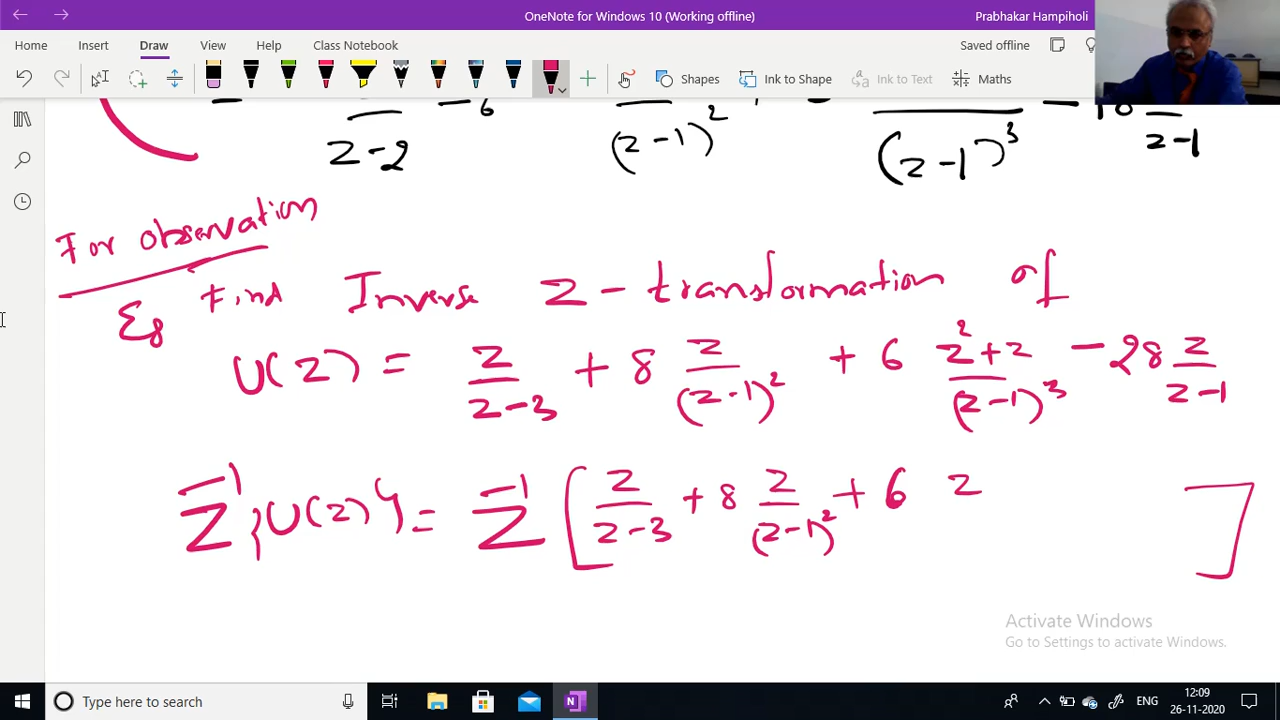 OneNote for Windows 10 (Working offline)
Prabhakar Hampiholi
Home Insert Draw View Help Class Notebook
Saved offline
Shapes Ink to Shape Ink to Text Maths
z-2 - 6 (z-1)² (z-1)³ z-1
For observation
Eg Find Inverse Z-transformation of
U(z) = z/(z-3) + 8 z/(z-1)² + 6 (z²+z)/(z-1)³ - 28 z/(z-1)
Z⁻¹{U(z)} = Z⁻¹[ z/(z-3) + 8 z/(z-1)² + 6 z ]
Activate Windows
Go to Settings to activate Windows.
Type here to search
ENG
12:09
26-11-2020